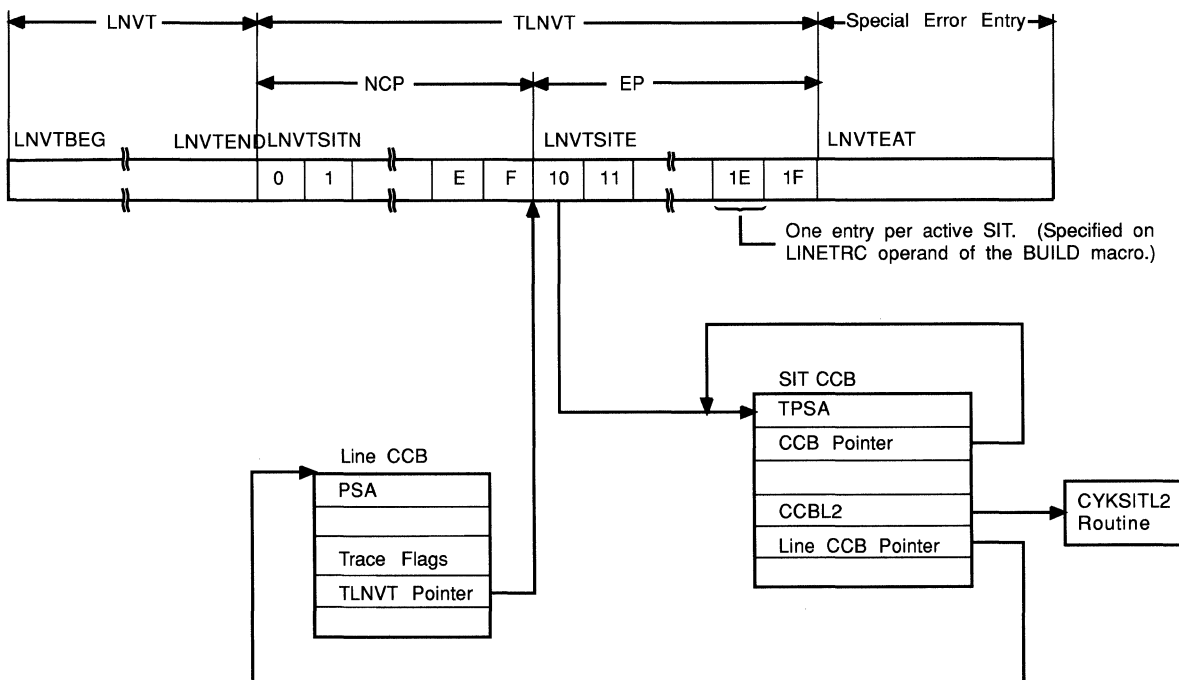 LNVT
TLNVT
Special Error Entry
NCP
EP
LNVTBEG
LNVTEND
LNVTSITN
LNVTSITE
LNVTEAT
0
1
E
F
10
11
1E
1F
One entry per active SIT. (Specified on
LINETRC operand of the BUILD macro.)
SIT CCB
TPSA
CCB Pointer
CCBL2
Line CCB Pointer
CYKSITL2
Routine
Line CCB
PSA
Trace Flags
TLNVT Pointer